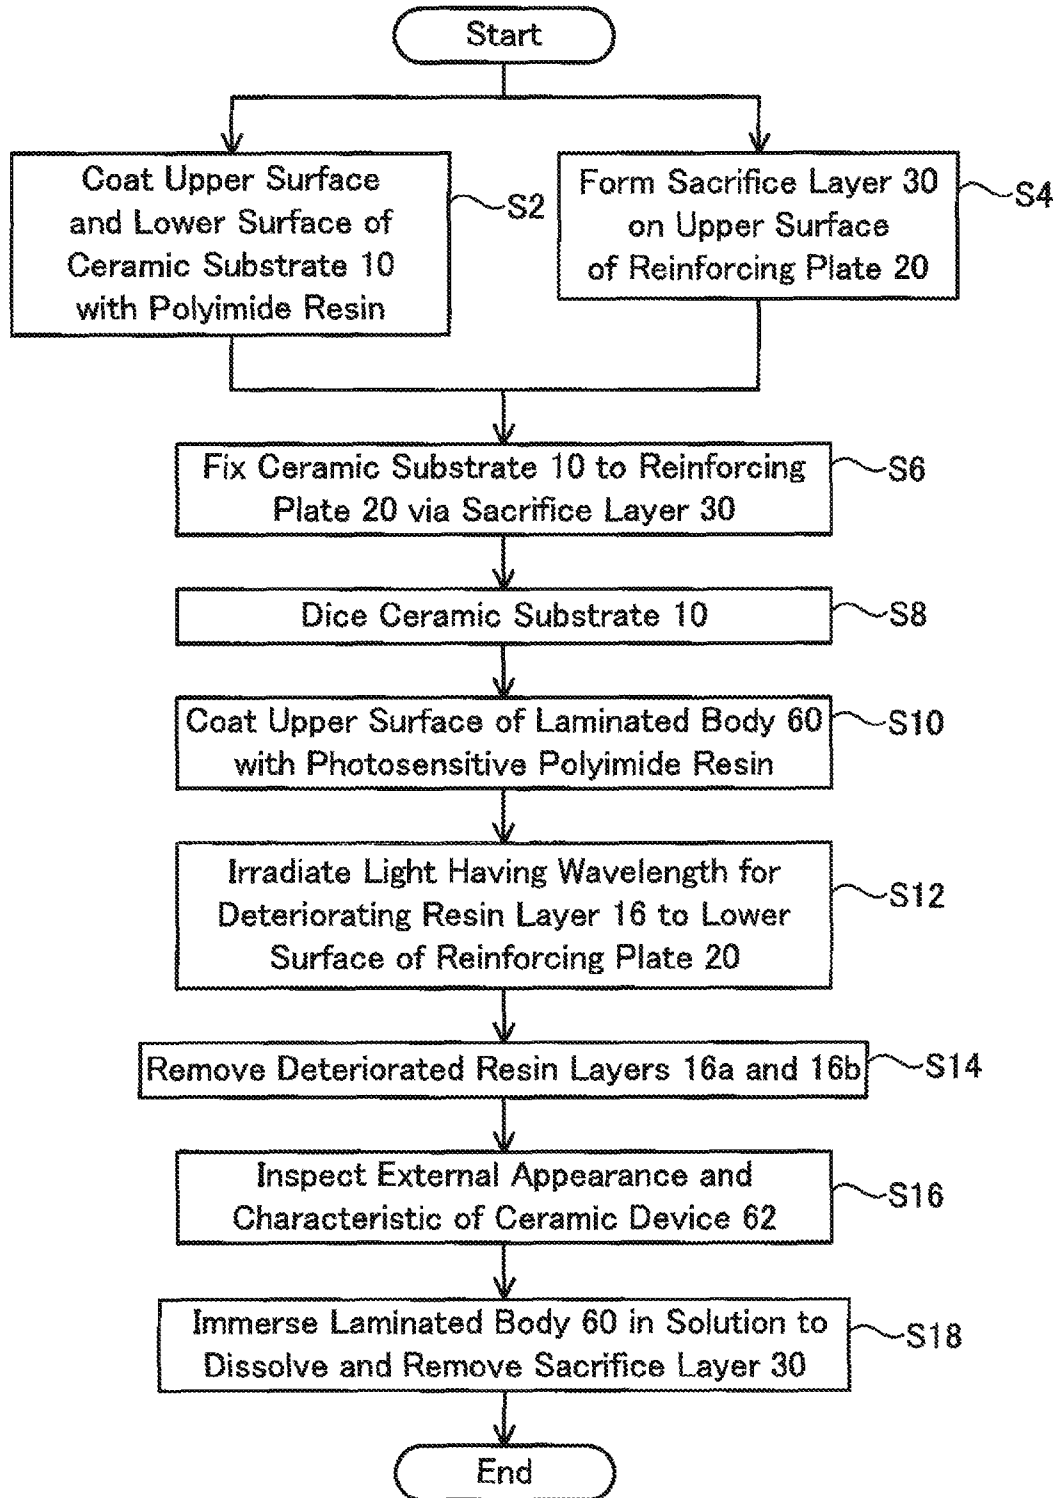 Start
Coat Upper Surface
and Lower Surface of
Ceramic Substrate 10
with Polyimide Resin
S2
Form Sacrifice Layer 30
on Upper Surface
of Reinforcing Plate 20
S4
Fix Ceramic Substrate 10 to Reinforcing
Plate 20 via Sacrifice Layer 30
S6
Dice Ceramic Substrate 10
S8
Coat Upper Surface of Laminated Body 60
with Photosensitive Polyimide Resin
S10
Irradiate Light Having Wavelength for
Deteriorating Resin Layer 16 to Lower
Surface of Reinforcing Plate 20
S12
Remove Deteriorated Resin Layers 16a and 16b
S14
Inspect External Appearance and
Characteristic of Ceramic Device 62
S16
Immerse Laminated Body 60 in Solution to
Dissolve and Remove Sacrifice Layer 30
S18
End